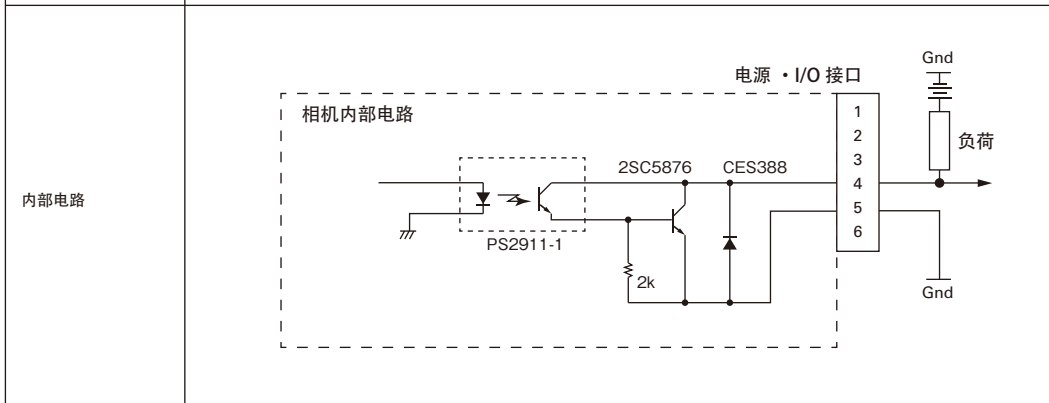 内部电路
Gnd
电源・I/O 接口
相机内部电路
1
2
3
4
5
6
负荷
2SC5876
CES388
PS2911-1
2k
Gnd